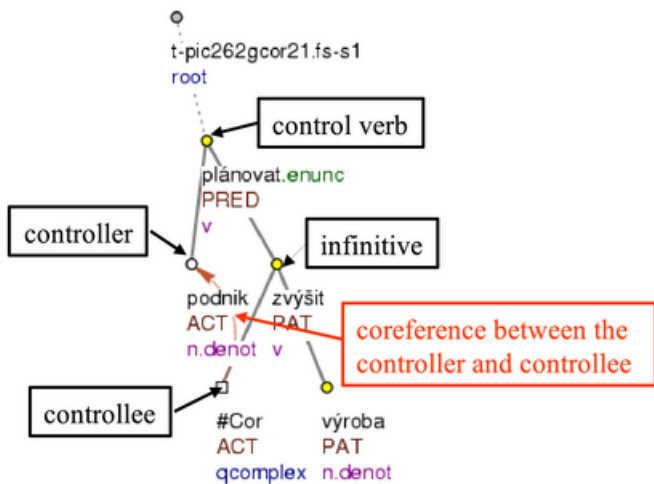 t-pic262gcor21.fs-s1
root
control verb
plánovat.enunc
PRED
v
controller
infinitive
podnik
ACT
n.denot
zvýšit
PAT
v
coreference between the
controller and controllee
controllee
#Cor
ACT
qcomplex
výroba
PAT
n.denot